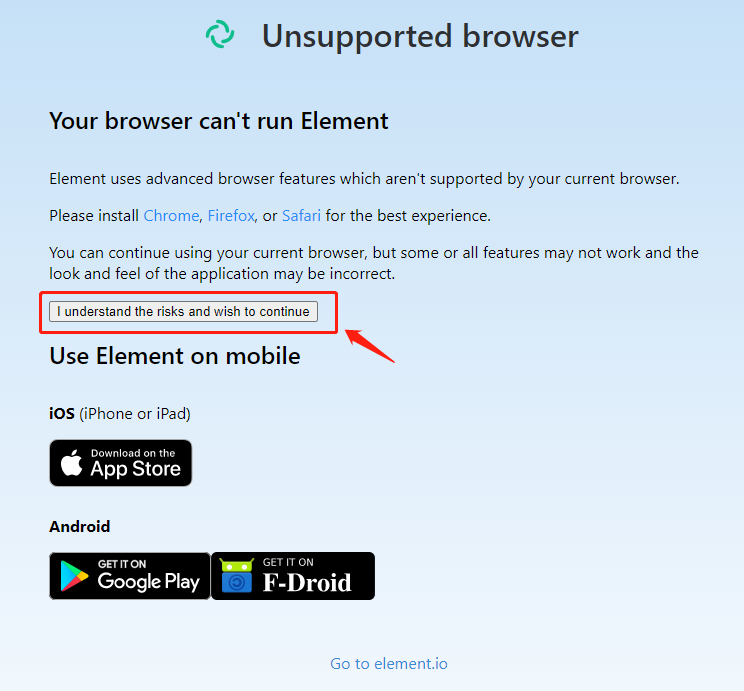 Unsupported browser
Your browser can't run Element
Element uses advanced browser features which aren't supported by your current browser.
Please install Chrome, Firefox, or Safari for the best experience.
You can continue using your current browser, but some or all features may not work and the
look and feel of the application may be incorrect.
I understand the risks and wish to continue
Use Element on mobile
iOS (iPhone or iPad)
Download on the
App Store
Android
GET IT ON
Google Play
GET IT ON
F-Droid
Go to element.io